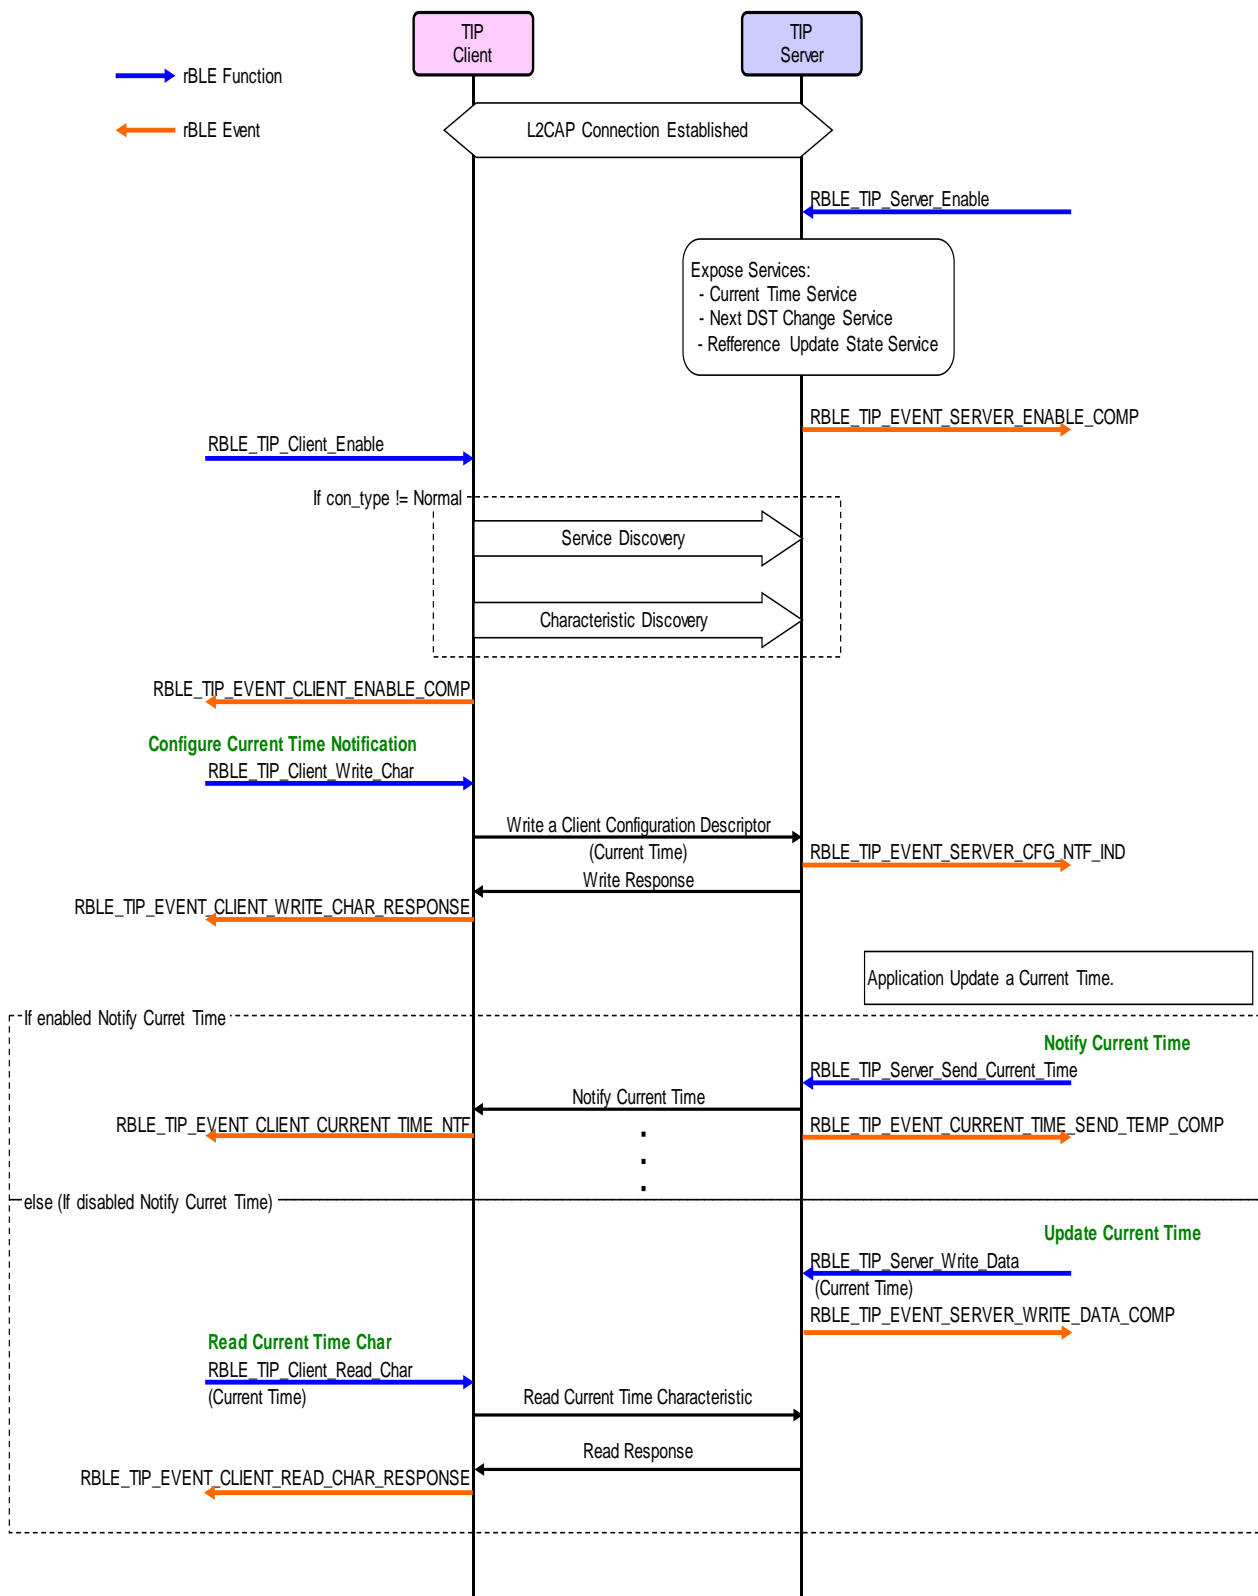 TIP
Client
TIP
Server
rBLE Function
rBLE Event
L2CAP Connection Established
RBLE_TIP_Server_Enable
Expose Services:
- Current Time Service
- Next DST Change Service
- Refference Update State Service
RBLE_TIP_EVENT_SERVER_ENABLE_COMP
RBLE_TIP_Client_Enable
If con_type != Normal
Service Discovery
Characteristic Discovery
RBLE_TIP_EVENT_CLIENT_ENABLE_COMP
Configure Current Time Notification
RBLE_TIP_Client_Write_Char
Write a Client Configuration Descriptor
(Current Time)
RBLE_TIP_EVENT_SERVER_CFG_NTF_IND
Write Response
RBLE_TIP_EVENT_CLIENT_WRITE_CHAR_RESPONSE
Application Update a Current Time.
If enabled Notify Curret Time
Notify Current Time
RBLE_TIP_Server_Send_Current_Time
Notify Current Time
RBLE_TIP_EVENT_CLIENT_CURRENT_TIME_NTF
RBLE_TIP_EVENT_CURRENT_TIME_SEND_TEMP_COMP
.
.
.
else (If disabled Notify Curret Time)
Update Current Time
RBLE_TIP_Server_Write_Data
(Current Time)
RBLE_TIP_EVENT_SERVER_WRITE_DATA_COMP
Read Current Time Char
RBLE_TIP_Client_Read_Char
(Current Time)
Read Current Time Characteristic
Read Response
RBLE_TIP_EVENT_CLIENT_READ_CHAR_RESPONSE